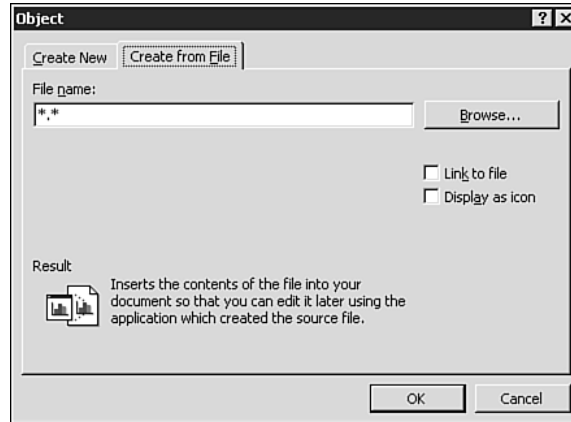 Object
Create New
Create from File
File name:
*.*
Browse...
Link to file
Display as icon
Result
Inserts the contents of the file into your
document so that you can edit it later using the
application which created the source file.
OK
Cancel